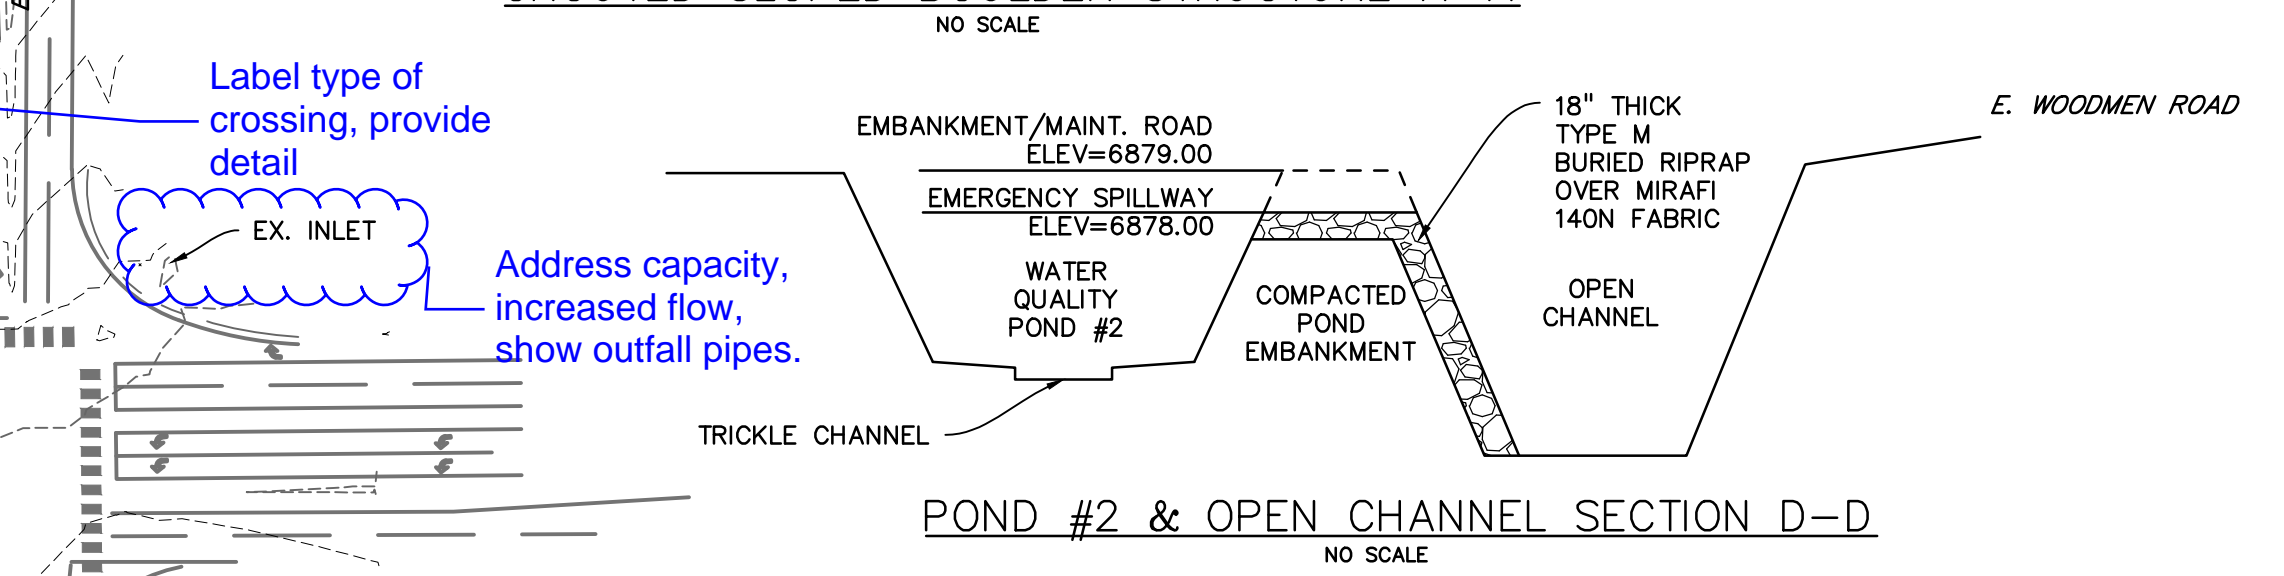 NO SCALE
Label type of
crossing, provide
detail
EX. INLET
Address capacity,
increased flow,
show outfall pipes.
EMBANKMENT/MAINT. ROAD
ELEV=6879.00
EMERGENCY SPILLWAY
ELEV=6878.00
WATER
QUALITY
POND #2
COMPACTED
POND
EMBANKMENT
18" THICK
TYPE M
BURIED RIPRAP
OVER MIRAFI
140N FABRIC
OPEN
CHANNEL
E. WOODMEN ROAD
TRICKLE CHANNEL
POND #2 & OPEN CHANNEL SECTION D-D
NO SCALE